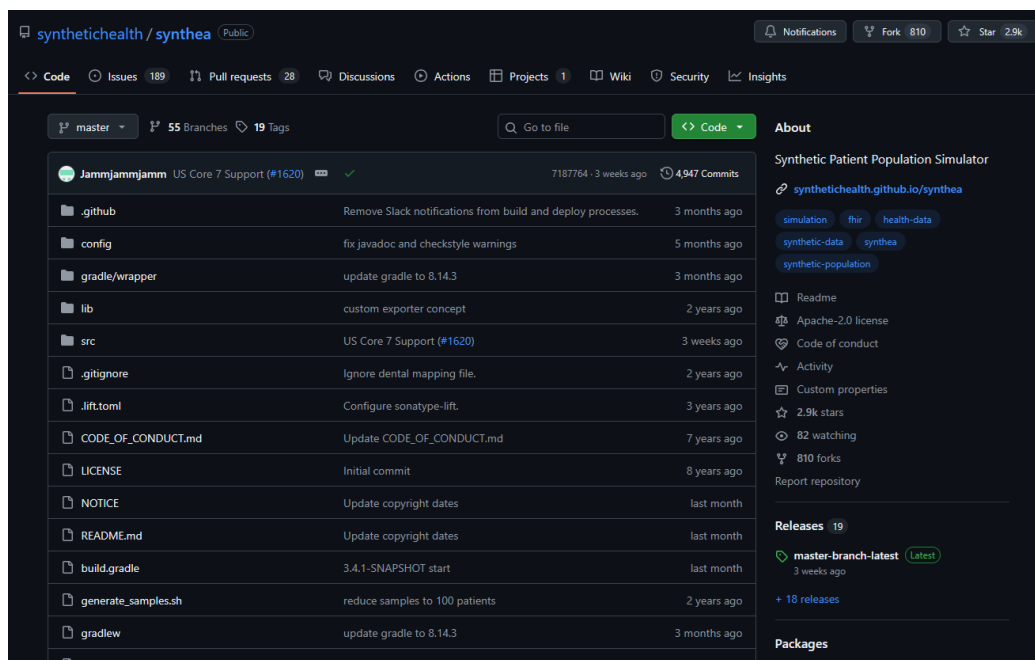 synthetichealth / synthea Public
Notifications Fork 810 Star 2.9k
Code Issues 189 Pull requests 28 Discussions Actions Projects 1 Wiki Security Insights
master 55 Branches 19 Tags Go to file Code
Jammjammjamm US Core 7 Support (#1620) 7187764 · 3 weeks ago 4,947 Commits
.github Remove Slack notifications from build and deploy processes. 3 months ago
config fix javadoc and checkstyle warnings 5 months ago
gradle/wrapper update gradle to 8.14.3 3 months ago
lib custom exporter concept 2 years ago
src US Core 7 Support (#1620) 3 weeks ago
.gitignore Ignore dental mapping file. 2 years ago
.lift.toml Configure sonatype-lift. 3 years ago
CODE_OF_CONDUCT.md Update CODE_OF_CONDUCT.md 7 years ago
LICENSE Initial commit 8 years ago
NOTICE Update copyright dates last month
README.md Update copyright dates last month
build.gradle 3.4.1-SNAPSHOT start last month
generate_samples.sh reduce samples to 100 patients 2 years ago
gradlew update gradle to 8.14.3 3 months ago
About
Synthetic Patient Population Simulator
synthetichealth.github.io/synthea
simulation fhir health-data
synthetic-data synthea
synthetic-population
Readme
Apache-2.0 license
Code of conduct
Activity
Custom properties
2.9k stars
82 watching
810 forks
Report repository
Releases 19
master-branch-latest Latest
3 weeks ago
+ 18 releases
Packages